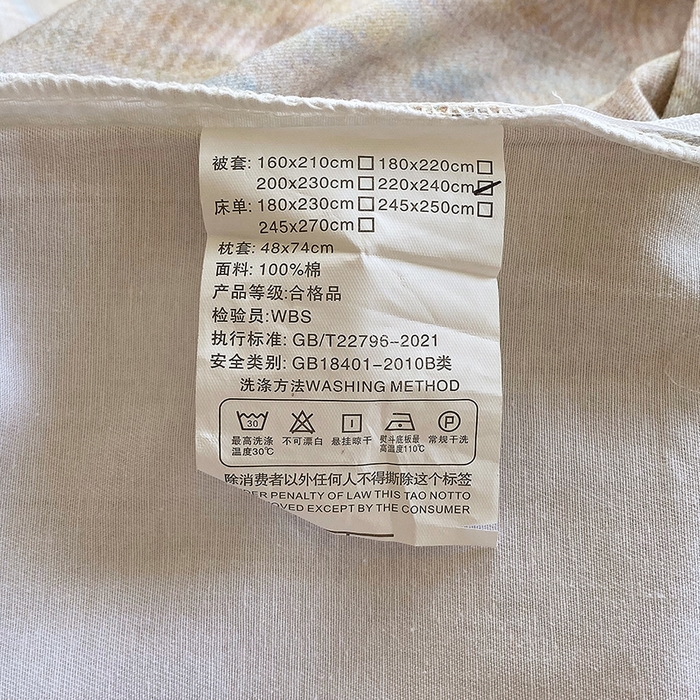 被套: 160x210cm□ 180x220cm□
200x230cm□ 220x240cm☑
床单: 180x230cm□ 245x250cm□
245x270cm□
枕套: 48x74cm
面料: 100%棉
产品等级:合格品
检验员:WBS
执行标准: GB/T22796-2021
安全类别: GB18401-2010B类
洗涤方法WASHING METHOD
30 P
最高洗涤温度30℃ 不可漂白 悬挂晾干 熨斗底板最高温度110℃ 常规干洗
除消费者以外任何人不得撕除这个标签
DER PENALTY OF LAW THIS TAO NOTTO
OVED EXCEPT BY THE CONSUMER